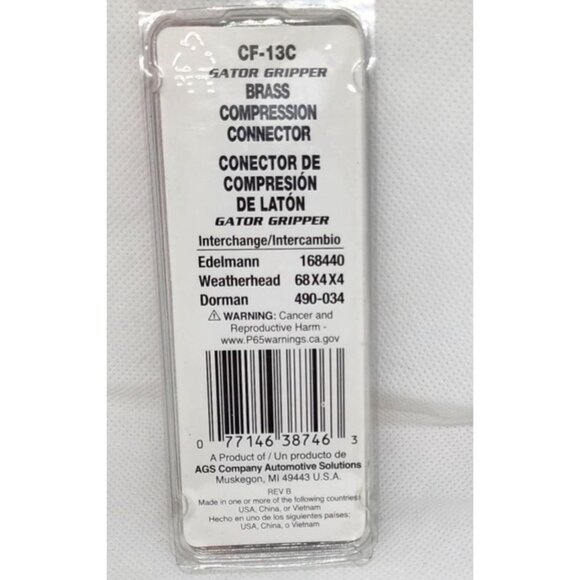 CF-13C
GATOR GRIPPER
BRASS
COMPRESSION
CONNECTOR
CONECTOR DE
COMPRESIÓN
DE LATÓN
GATOR GRIPPER
Interchange/Intercambio
Edelmann 168440
Weatherhead 68X4X4
Dorman 490-034
⚠ WARNING: Cancer and
Reproductive Harm -
www.P65warnings.ca.gov
0 77146 38746 3
A Product of / Un producto de
AGS Company Automotive Solutions
Muskegon, MI 49443 U.S.A.
REV B
Made in one or more of the following countries:
USA, China, or Vietnam
Hecho en uno de los siguientes países:
USA, China, o Vietnam